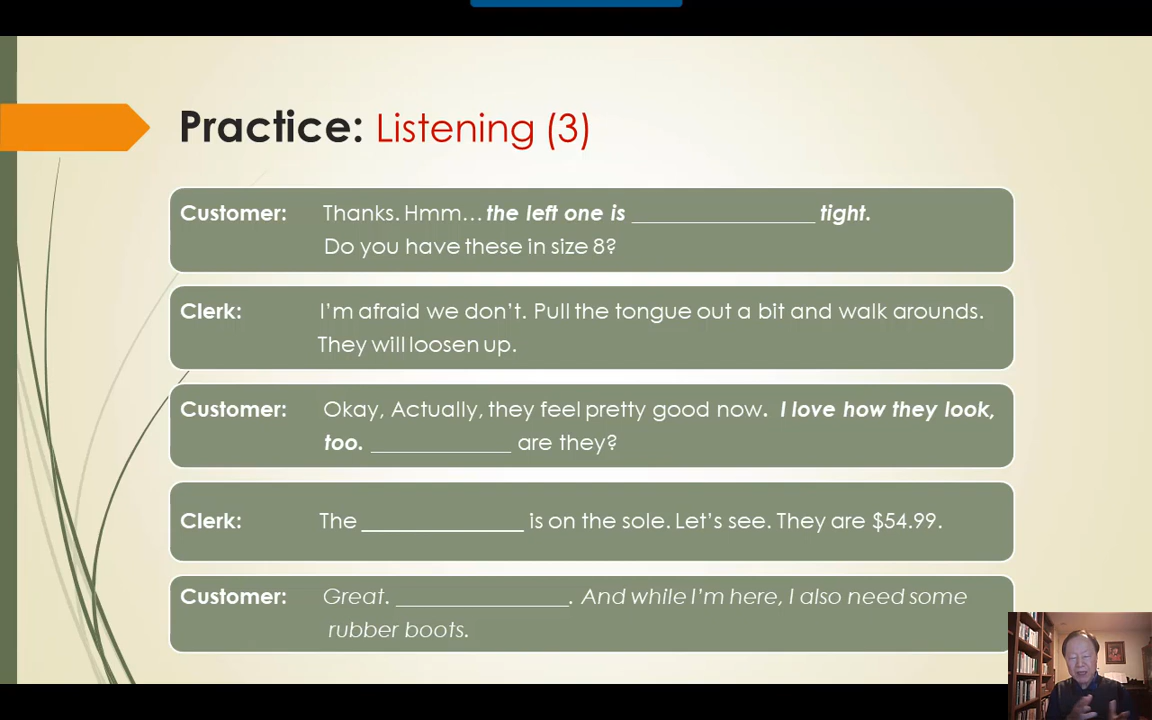 Practice: Listening (3)
Customer: Thanks. Hmm… the left one is ________________ tight.
Do you have these in size 8?
Clerk: I'm afraid we don't. Pull the tongue out a bit and walk arounds.
They will loosen up.
Customer: Okay, Actually, they feel pretty good now. I love how they look,
too. ____________ are they?
Clerk: The ______________ is on the sole. Let's see. They are $54.99.
Customer: Great. _______________. And while I'm here, I also need some
rubber boots.